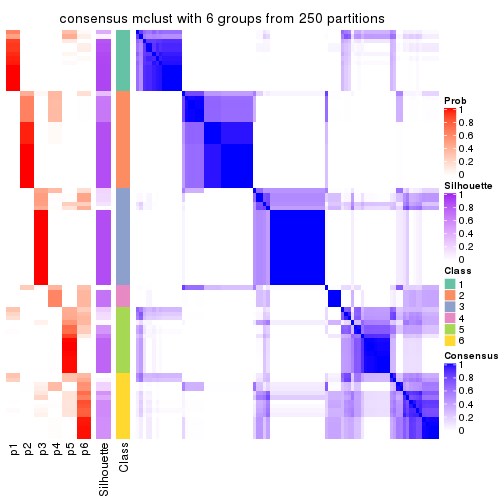 consensus mclust with 6 groups from 250 partitions
Prob
1
0.8
0.6
0.4
0.2
0
Silhouette
1
0.8
0.6
0.4
0.2
0
Class
1
2
3
4
5
6
Consensus
1
0.8
0.6
0.4
0.2
0
p1
p2
p3
p4
p5
p6
Silhouette
Class